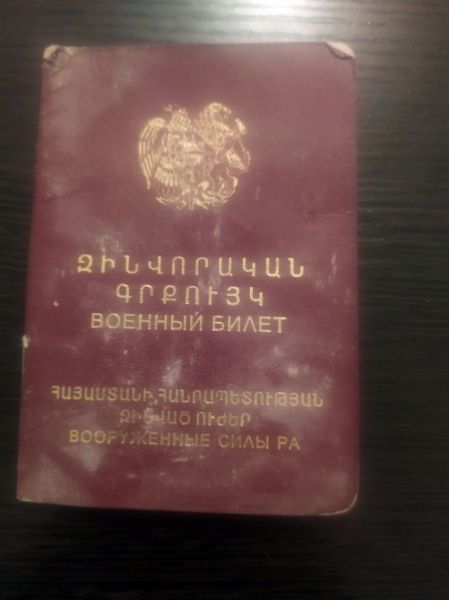 ԶԻՆՎՈՐԱԿԱՆ
ԳՐՔՈՒՅԿ
ВОЕННЫЙ БИЛЕТ
ՀԱՅԱՍՏԱՆԻ ՀԱՆՐԱՊԵՏՈՒԹՅԱՆ
ԶԻՆՎԱԾ ՈՒԺԵՐ
ВООРУЖЕННЫЕ СИЛЫ РА